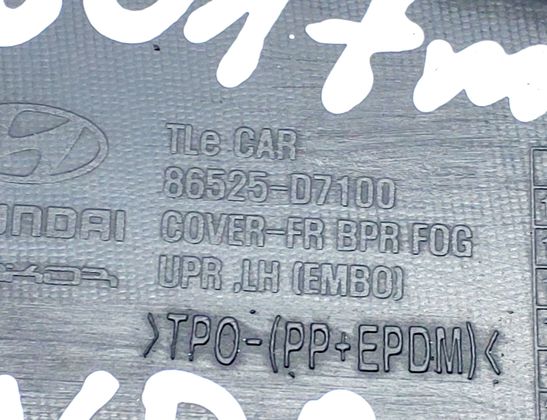 TLe CAR
86525-D7100
HYUNDAI
COVER-FR BPR FOG
UPR ,LH (EMBO)
>TPO-(PP+EPDM)<